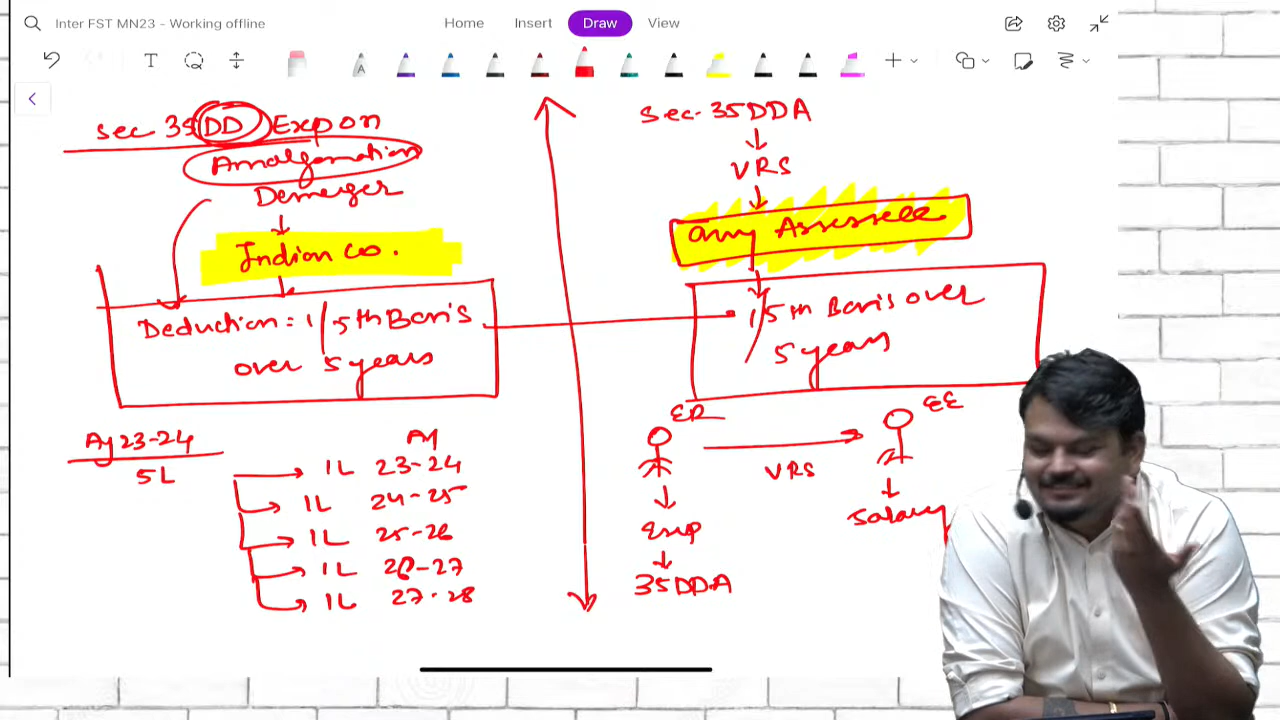 Inter FST MN23 - Working offline
Home Insert Draw View
sec 35DD Exp on
Amalgamation
Demerger
Indian Co.
Deduction = 1/5th Basis
over 5 years
AY 23-24
5L
AY
1L 23-24
1L 24-25
1L 25-26
1L 26-27
1L 27-28
Sec-35DDA
VRS
any Assessee
1/5th Basis over
5 years
ER
EE
VRS
Exp
35DDA
Salary